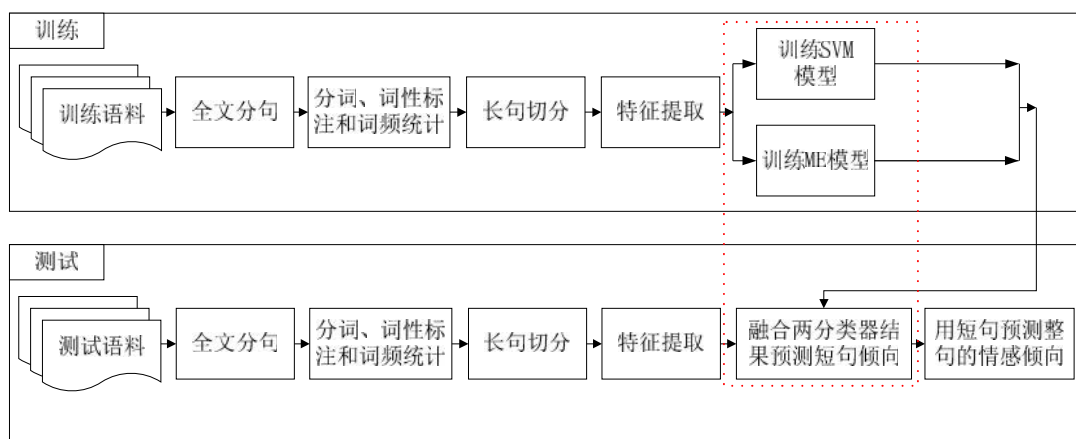 训练
训练语料
全文分句
分词、词性标
注和词频统计
长句切分
特征提取
训练SVM
模型
训练ME模型
测试
测试语料
全文分句
分词、词性标
注和词频统计
长句切分
特征提取
融合两分类器结
果预测短句倾向
用短句预测整
句的情感倾向